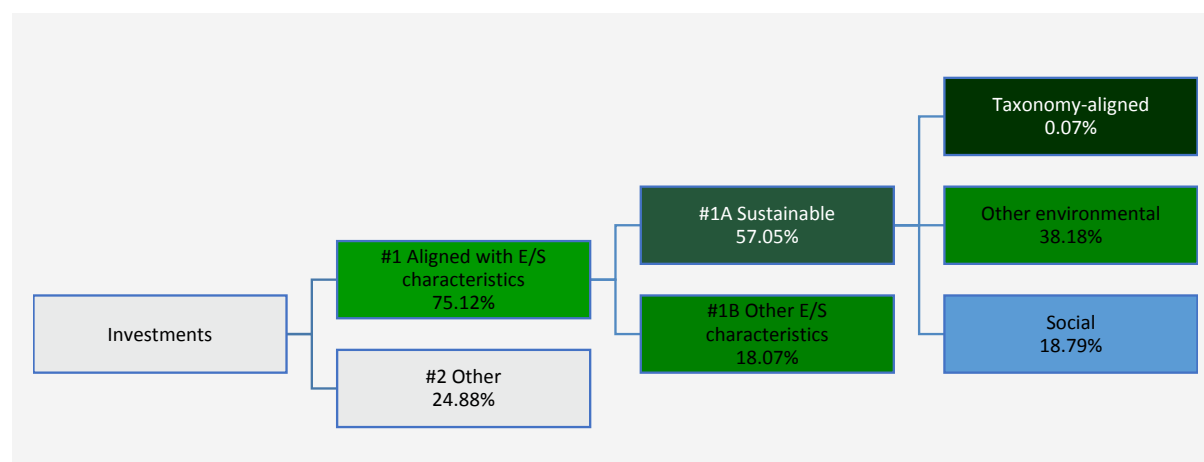 Investments
#1 Aligned with E/S
characteristics
75.12%
#2 Other
24.88%
#1A Sustainable
57.05%
#1B Other E/S
characteristics
18.07%
Taxonomy-aligned
0.07%
Other environmental
38.18%
Social
18.79%